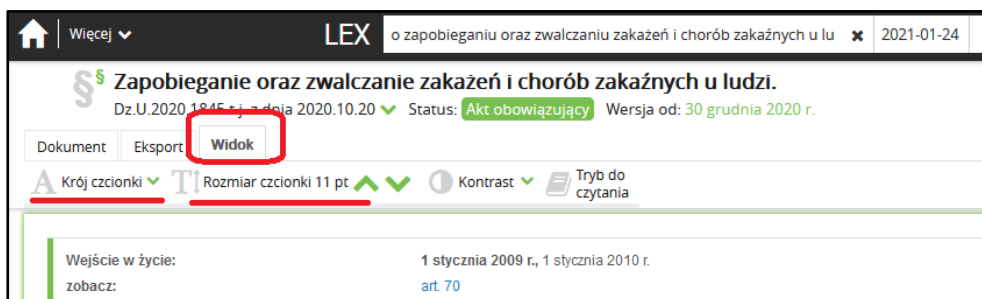 Więcej LEX o zapobieganiu oraz zwalczaniu zakażeń i chorób zakaźnych u lu × 2021-01-24
§§ Zapobieganie oraz zwalczanie zakażeń i chorób zakaźnych u ludzi.
Dz.U.2020.1845 t.j. z dnia 2020.10.20 Status: Akt obowiązujący Wersja od: 30 grudnia 2020 r.
Dokument Eksport Widok
A Krój czcionki T Rozmiar czcionki 11 pt Kontrast Tryb do
czytania
Wejście w życie: 1 stycznia 2009 r., 1 stycznia 2010 r.
zobacz: art. 70